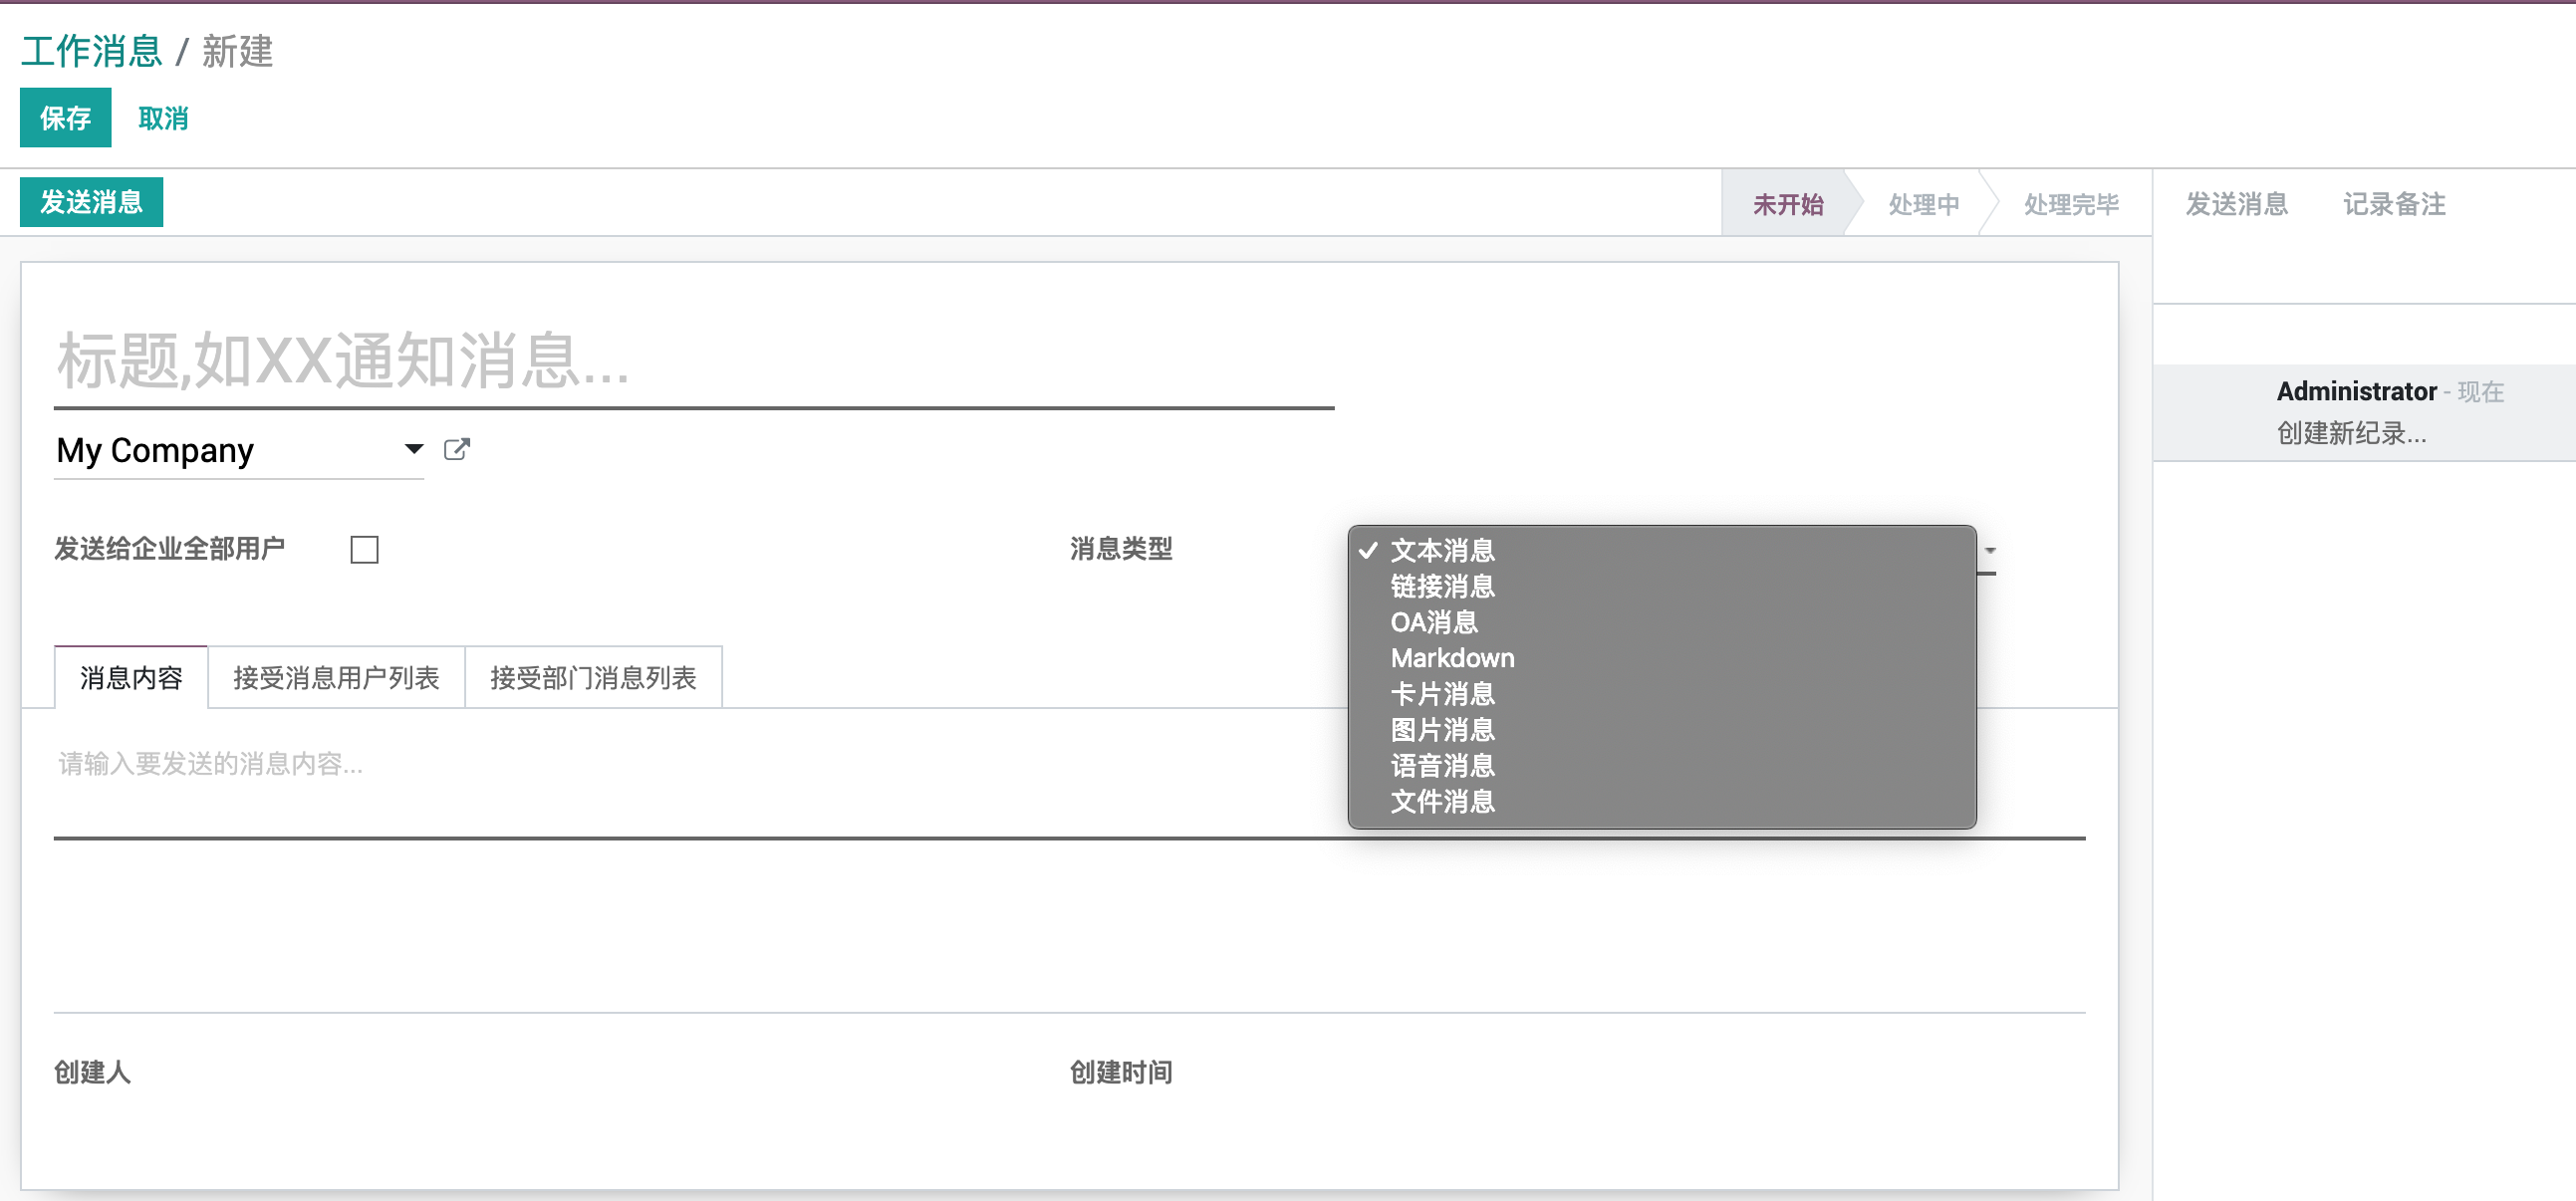 工作消息 / 新建
保存 取消
发送消息
未开始 处理中 处理完毕
发送消息 记录备注
标题,如XX通知消息...
My Company
发送给企业全部用户
消息类型
文本消息
链接消息
OA消息
Markdown
卡片消息
图片消息
语音消息
文件消息
消息内容 接受消息用户列表 接受部门消息列表
请输入要发送的消息内容...
创建人 创建时间
Administrator - 现在
创建新纪录...